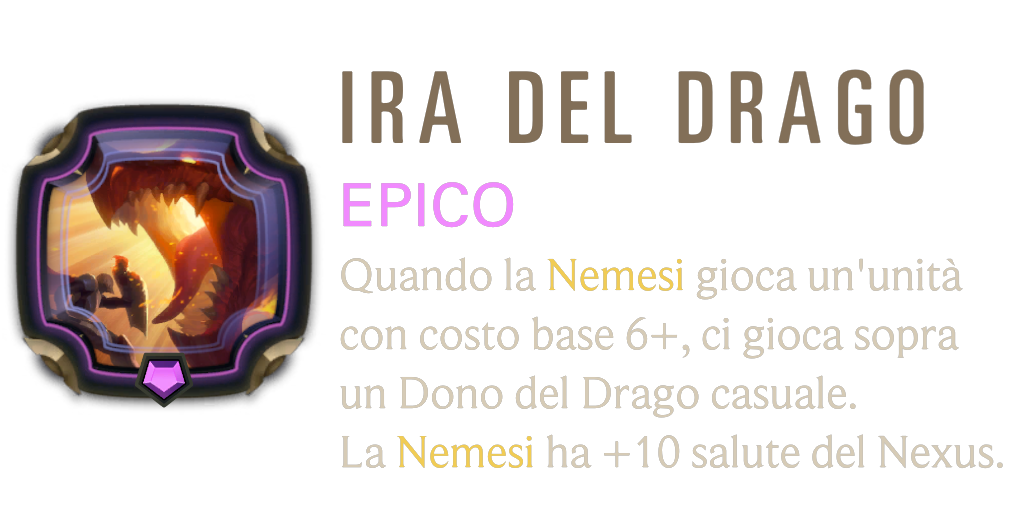 IRA DEL DRAGO
EPICO
Quando la Nemesi gioca un'unità
con costo base 6+, ci gioca sopra
un Dono del Drago casuale.
La Nemesi ha +10 salute del Nexus.